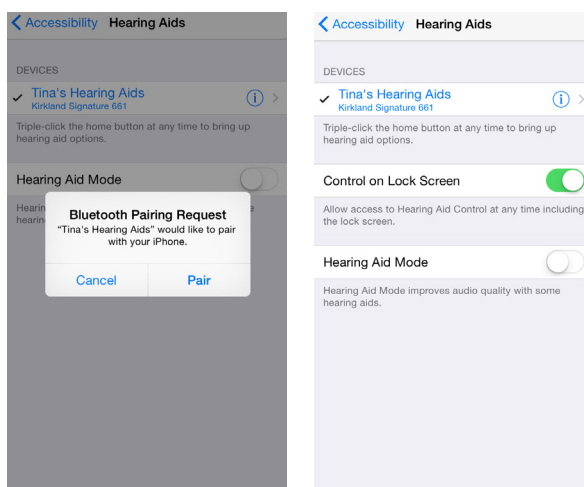 Accessibility Hearing Aids
DEVICES
Tina's Hearing Aids
Kirkland Signature 661
Triple-click the home button at any time to bring up
hearing aid options.
Hearing Aid Mode
Hearin
e
hearin
Bluetooth Pairing Request
"Tina's Hearing Aids" would like to pair
with your iPhone.
Cancel Pair
Accessibility Hearing Aids
DEVICES
Tina's Hearing Aids
Kirkland Signature 661
Triple-click the home button at any time to bring up
hearing aid options.
Control on Lock Screen
Allow access to Hearing Aid Control at any time including
the lock screen.
Hearing Aid Mode
Hearing Aid Mode improves audio quality with some
hearing aids.